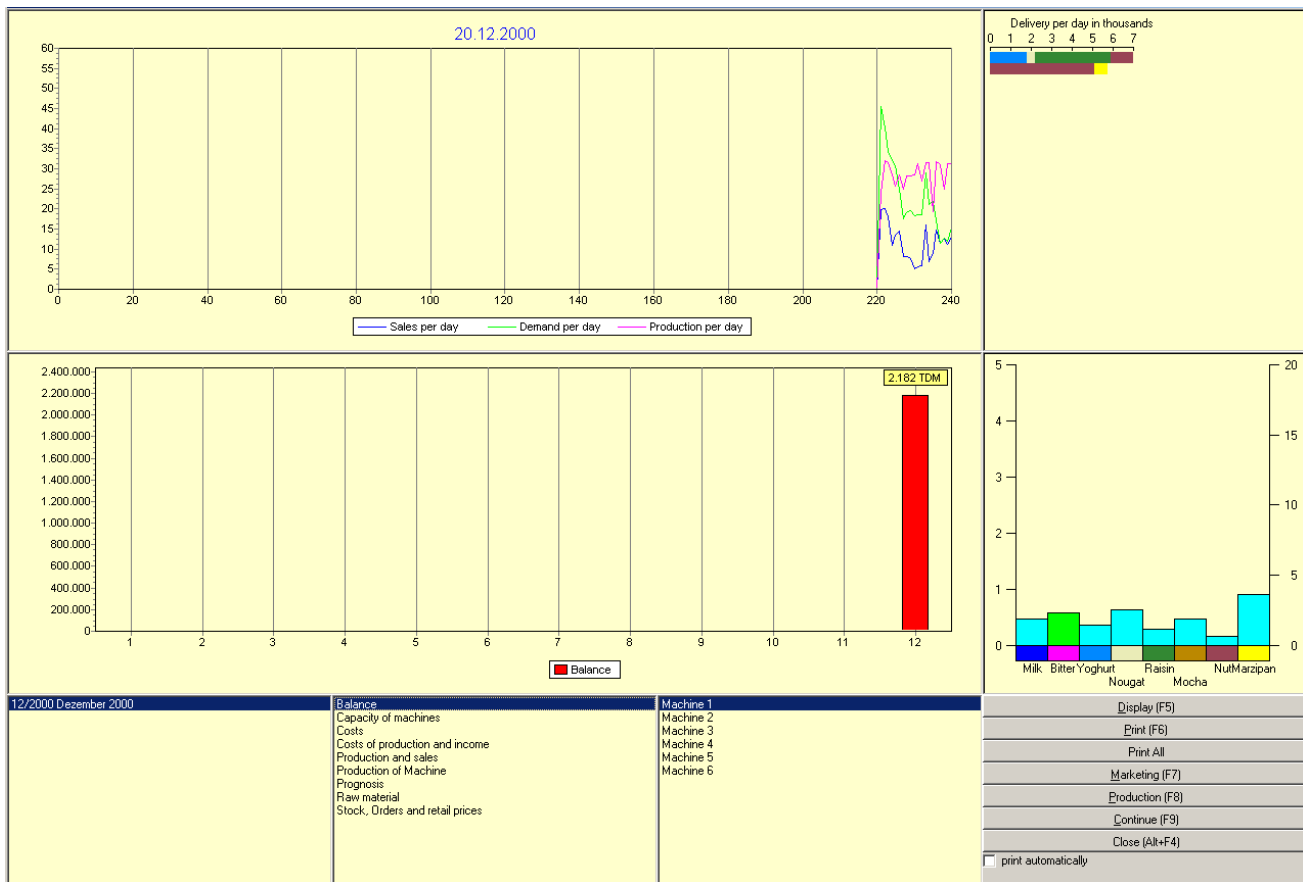 20.12.2000
60
55
50
45
40
35
30
25
20
15
10
5
0
0 20 40 60 80 100 120 140 160 180 200 220 240
Sales per day Demand per day Production per day
Delivery per day in thousands
0 1 2 3 4 5 6 7
2.400.000
2.200.000
2.000.000
1.800.000
1.600.000
1.400.000
1.200.000
1.000.000
800.000
600.000
400.000
200.000
0
2.182 TDM
1 2 3 4 5 6 7 8 9 10 11 12
Balance
5 20
4 15
3 10
2 5
1 0
0
Milk Bitter Yoghurt Raisin Nut Marzipan
Nougat Mocha
12/2000 Dezember 2000
Balance
Capacity of machines
Costs
Costs of production and income
Production and sales
Production of Machine
Prognosis
Raw material
Stock, Orders and retail prices
Machine 1
Machine 2
Machine 3
Machine 4
Machine 5
Machine 6
Display (F5)
Print (F6)
Print All
Marketing (F7)
Production (F8)
Continue (F9)
Close (Alt+F4)
print automatically